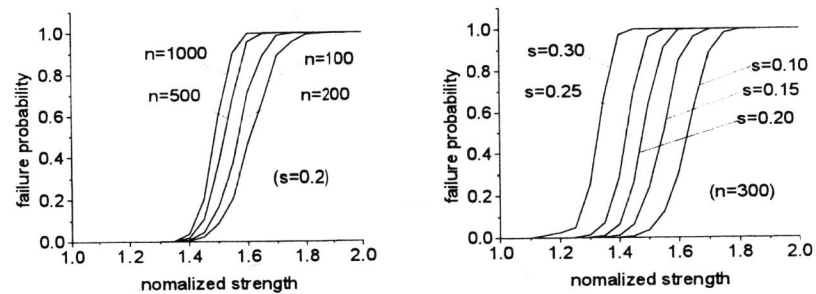 failure probability
1.0
0.8
0.6
0.4
0.2
0.0
n=1000
n=500
n=100
n=200
(s=0.2)
1.0 1.2 1.4 1.6 1.8 2.0
nomalized strength
failure probability
1.0
0.8
0.6
0.4
0.2
0.0
s=0.30
s=0.25
s=0.10
s=0.15
s=0.20
(n=300)
1.0 1.2 1.4 1.6 1.8 2.0
nomalized strength